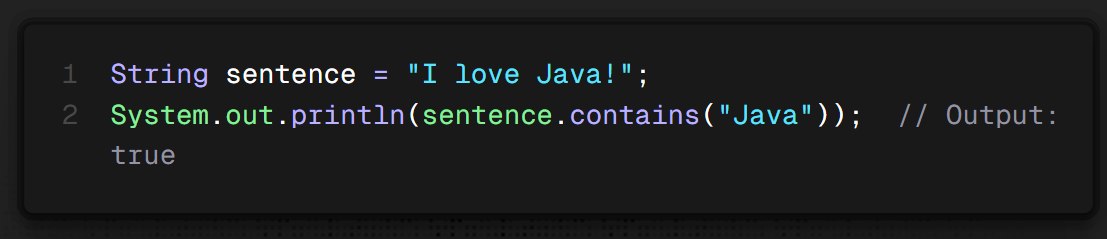 1 String sentence = "I love Java!";
2 System.out.println(sentence.contains("Java"));  // Output:
true